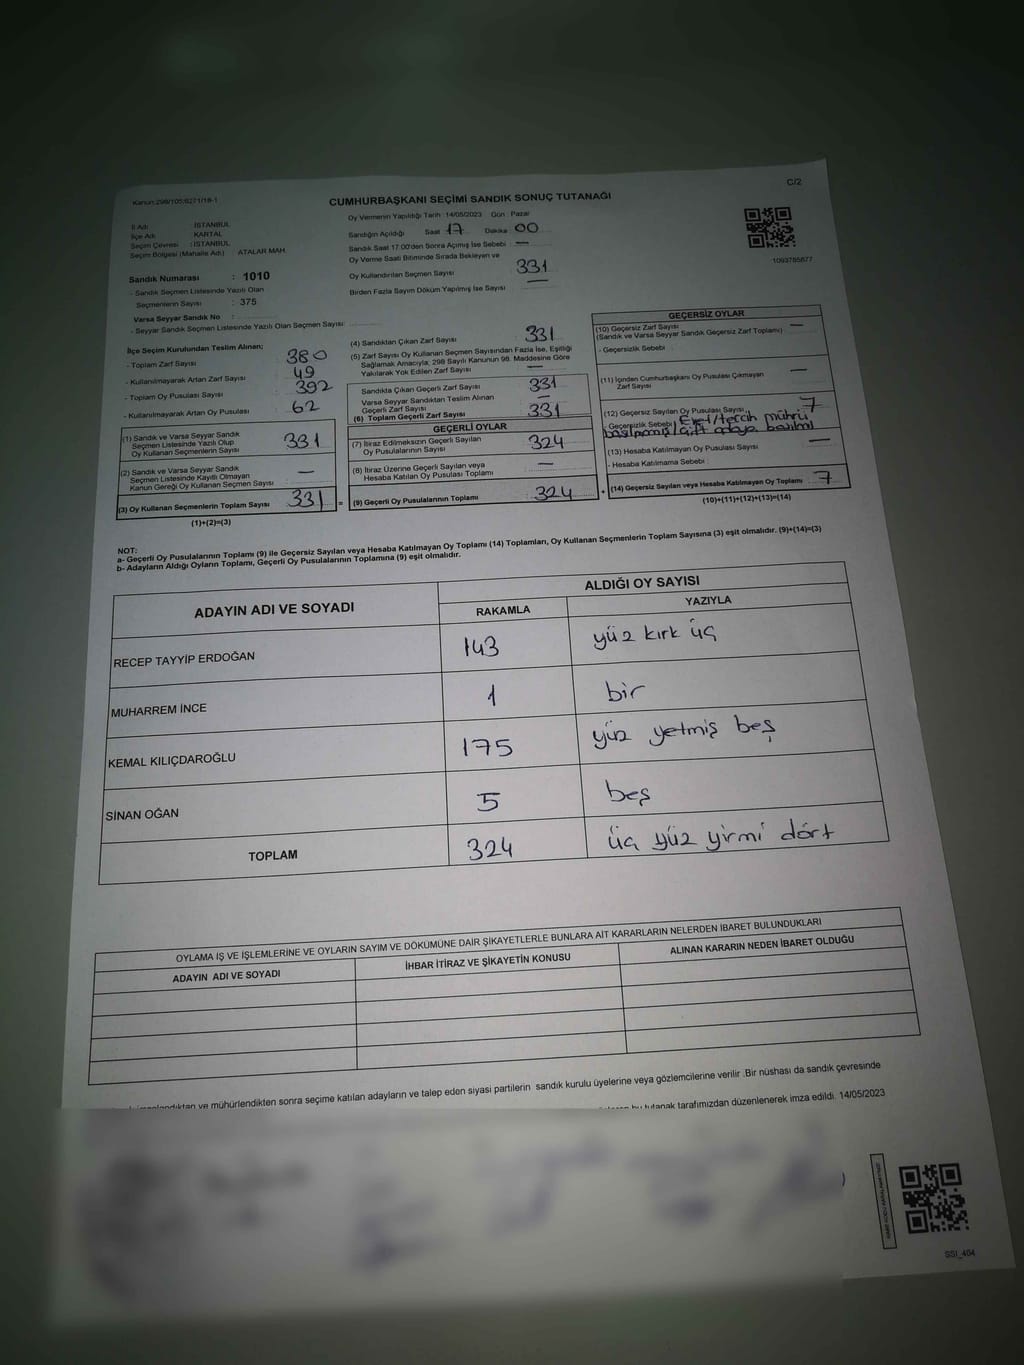 Kanun:298/105;6271/18-1
C/2
CUMHURBAŞKANI SEÇİMİ SANDIK SONUÇ TUTANAĞI
İl Adı : İSTANBUL
İlçe Adı : KARTAL
Seçim Çevresi : İSTANBUL
Seçim Bölgesi (Mahalle Adı) ATALAR MAH.
Sandık Numarası : 1010
- Sandık Seçmen Listesinde Yazılı Olan
Seçmenlerin Sayısı : 375
Varsa Seyyar Sandık No :
- Seyyar Sandık Seçmen Listesinde Yazılı Olan Seçmen Sayısı:
Oy Vermenin Yapıldığı Tarih :14/05/2023 Gün : Pazar
Sandığın Açıldığı Saat 17 Dakika 00
Sandık Saat 17:00'den Sonra Açımış İse Sebebi —
Oy Verme Saati Bitiminde Sırada Bekleyen ve
Oy Kullandırılan Seçmen Sayısı 331
Birden Fazla Sayım Döküm Yapılmış İse Sayısı —
1093785877
İlçe Seçim Kurulundan Teslim Alınan;
- Toplam Zarf Sayısı 380
- Kullanılmayarak Artan Zarf Sayısı 49
- Toplam Oy Pusulası Sayısı 392
- Kullanılmayarak Artan Oy Pusulası 62
(1) Sandık ve Varsa Seyyar Sandık
Seçmen Listesinde Yazılı Olup
Oy Kullanan Seçmenlerin Sayısı 331
(2) Sandık ve Varsa Seyyar Sandık
Seçmen Listesinde Kayıtlı Olmayan
Kanun Gereği Oy Kullanan Seçmen Sayısı —
(3) Oy Kullanan Seçmenlerin Toplam Sayısı 331 =
(1)+(2)=(3)
(4) Sandıktan Çıkan Zarf Sayısı 331
(5) Zarf Sayısı Oy Kullanan Seçmen Sayısından Fazla İse, Eşitliği
Sağlamak Amacıyla; 298 Sayılı Kanunun 98. Maddesine Göre
Yakılarak Yok Edilen Zarf Sayısı —
Sandıkta Çıkan Geçerli Zarf Sayısı 331
Varsa Seyyar Sandıktan Teslim Alınan
Geçerli Zarf Sayısı —
(6) Toplam Geçerli Zarf Sayısı 331
GEÇERLİ OYLAR
(7) İtiraz Edilmeksizin Geçerli Sayılan
Oy Pusulasının Sayısı 324
(8) İtiraz Üzerine Geçerli Sayılan veya
Hesaba Katılan Oy Pusulası Toplamı —
(9) Geçerli Oy Pusulalarının Toplamı 324 +
GEÇERSİZ OYLAR
(10) Geçersiz Zarf Sayısı —
(Sandık ve Varsa Seyyar Sandık Geçersiz Zarf Toplamı)
- Geçersizlik Sebebi :
(11) İçinden Cumhurbaşkanı Oy Pusulası Çıkmayan
Zarf Sayısı —
(12) Geçersiz Sayılan Oy Pusulası Sayısı 7
- Geçersizlik Sebebi : Evet/tercih mührü
basılmamış/Çift adaya basılmış
(13) Hesaba Katılmayan Oy Pusulası Sayısı —
- Hesaba Katılmama Sebebi :
(14) Geçersiz Sayılan veya Hesaba Katılmayan Oy Toplamı 7
(10)+(11)+(12)+(13)=(14)
NOT:
a- Geçerli Oy Pusulalarının Toplamı (9) ile Geçersiz Sayılan veya Hesaba Katılmayan Oy Toplamı (14) Toplamları, Oy Kullanan Seçmenlerin Toplam Sayısına (3) eşit olmalıdır. (9)+(14)=(3)
b- Adayların Aldığı Oyların Toplamı, Geçerli Oy Pusulalarının Toplamına (9) eşit olmalıdır.
ADAYIN ADI VE SOYADI
ALDIĞI OY SAYISI
RAKAMLA YAZIYLA
RECEP TAYYİP ERDOĞAN 143 yüz kırk üç
MUHARREM İNCE 1 bir
KEMAL KILIÇDAROĞLU 175 yüz yetmiş beş
SİNAN OĞAN 5 beş
TOPLAM 324 üç yüz yirmi dört
OYLAMA İŞ VE İŞLEMLERİNE VE OYLARIN SAYIM VE DÖKÜMÜNE DAİR ŞİKAYETLERLE BUNLARA AİT KARARLARIN NELERDEN İBARET BULUNDUKLARI
ADAYIN ADI VE SOYADI İHBAR İTİRAZ VE ŞİKAYETİN KONUSU ALINAN KARARIN NEDEN İBARET OLDUĞU
sonra seçime katılan adayların ve talep eden siyasi partilerin sandık kurulu üyelerine veya gözlemcilerine verilir .Bir nüshası da sandık çevresinde
bu tutanak tarafımızdan düzenlenerek imza edildi. 14/05/2023
SSI_404